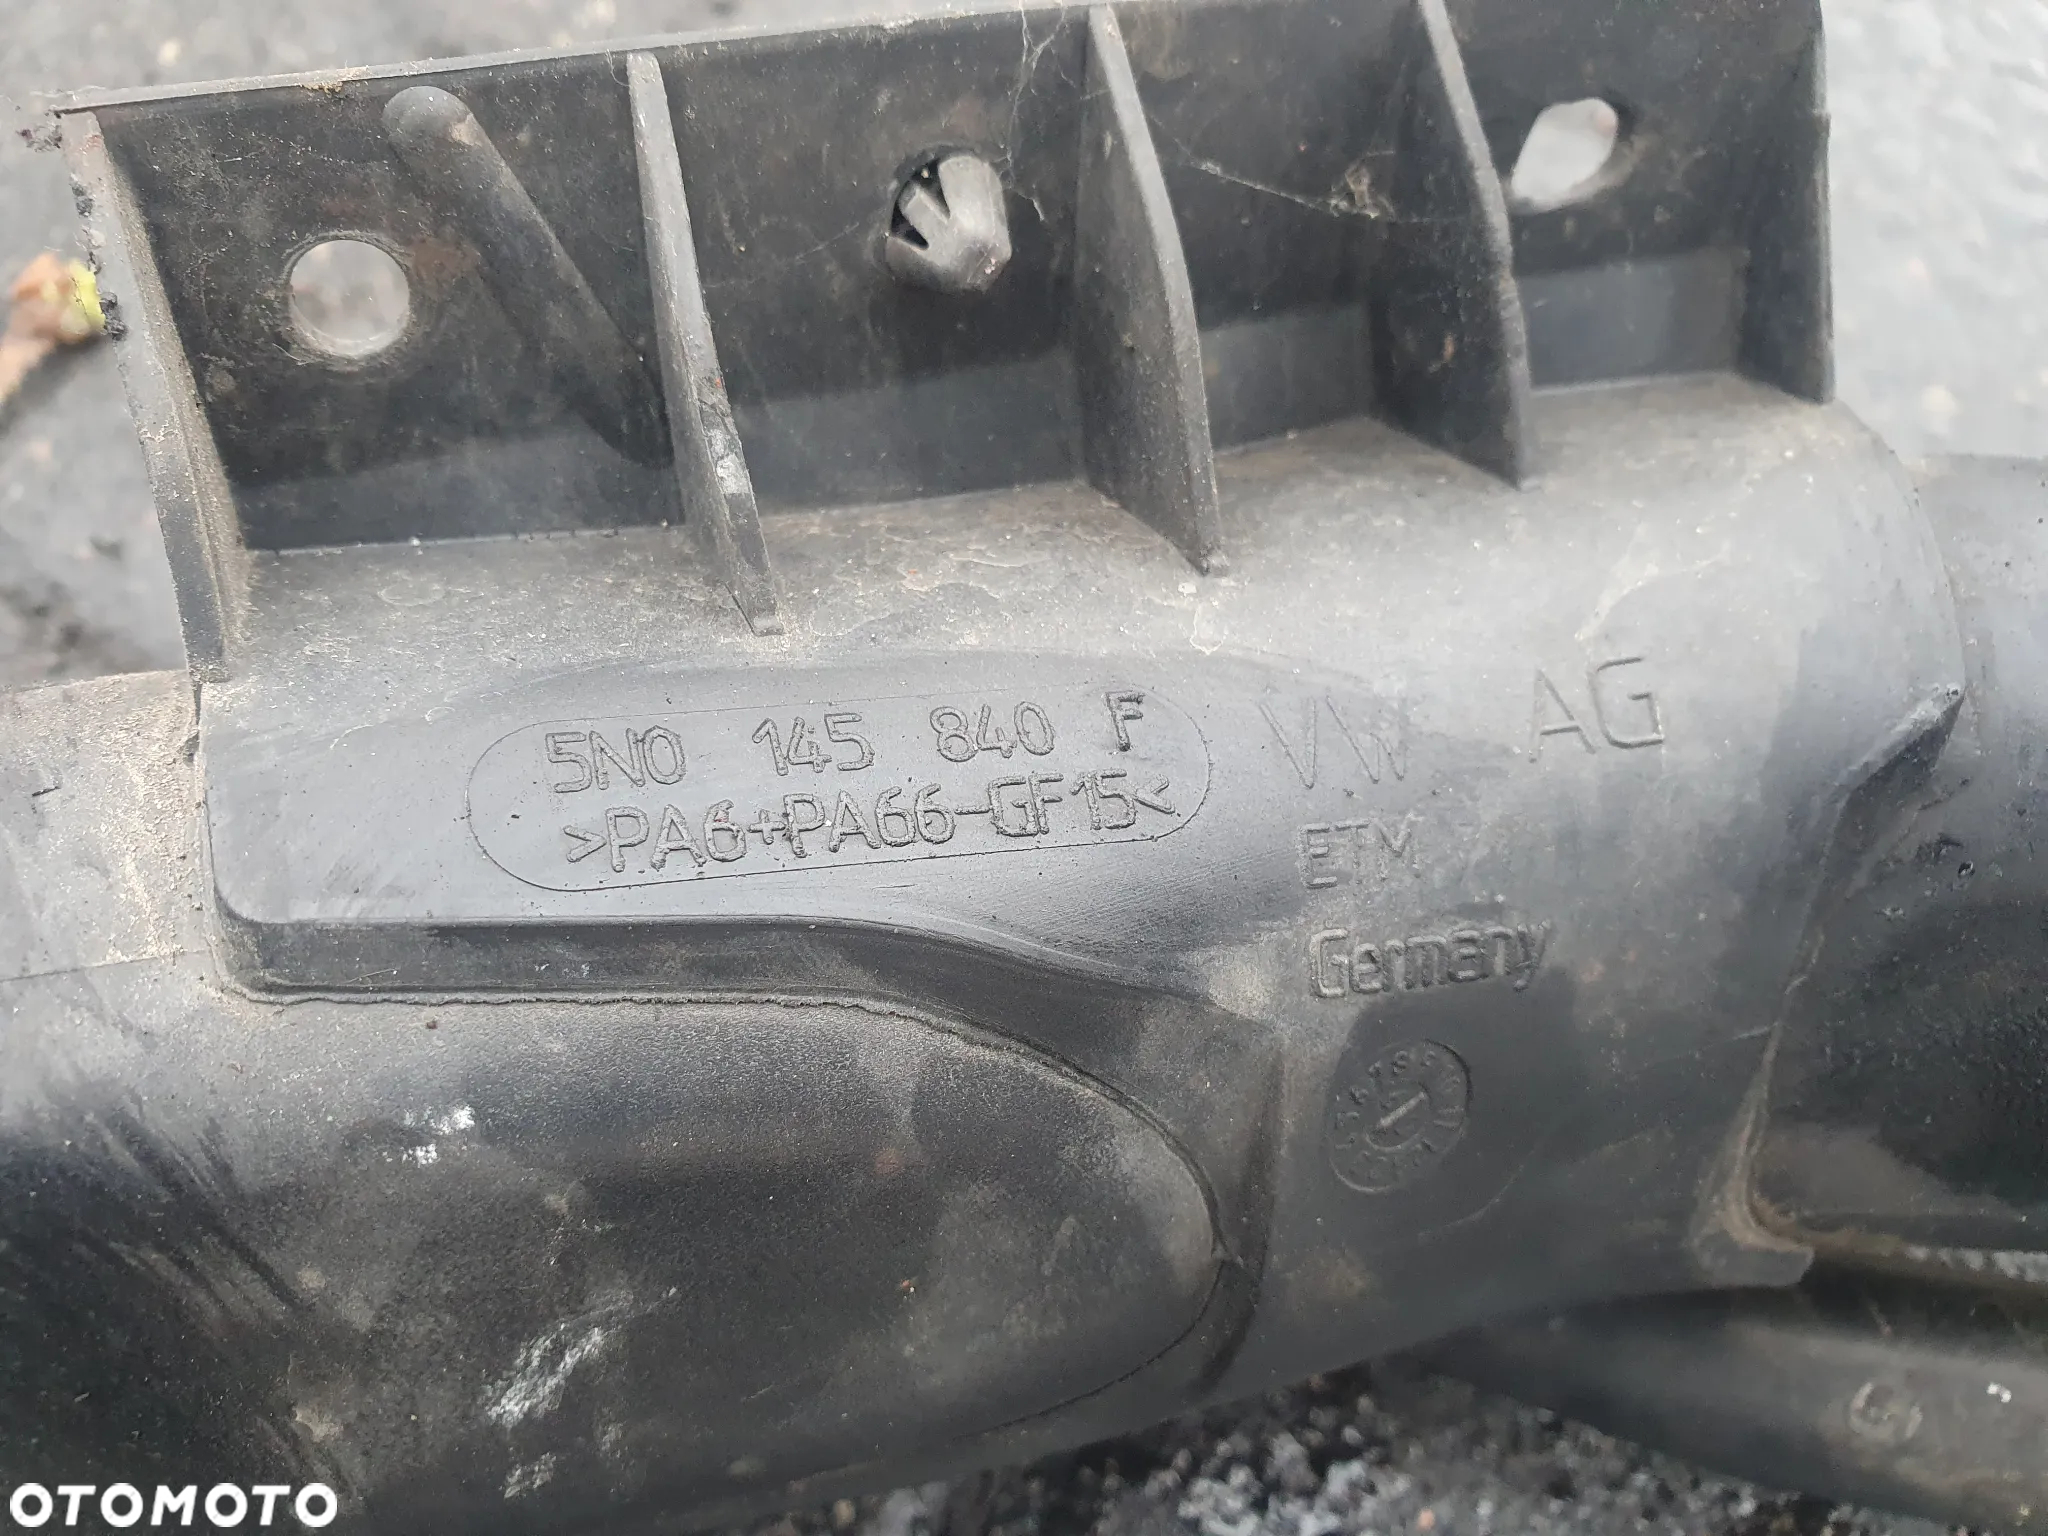 5N0 145 840 F
>PA6+PA66-GF15<
VW AG
ETM
Germany
OTOMOTO